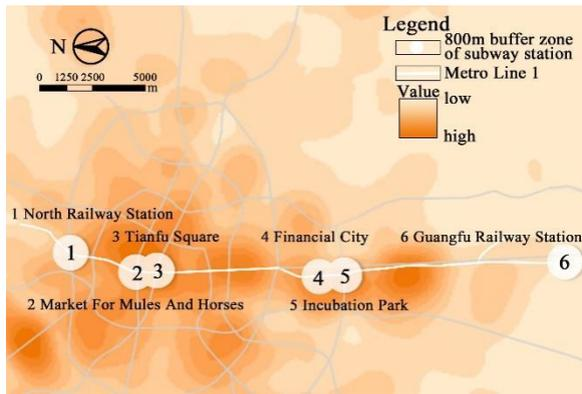 N
0 1250 2500 5000
m
Legend
800m buffer zone
of subway station
Metro Line 1
Value
low
high
1 North Railway Station
3 Tianfu Square
4 Financial City
6 Guangfu Railway Station
1
2
3
4
5
6
2 Market For Mules And Horses
5 Incubation Park